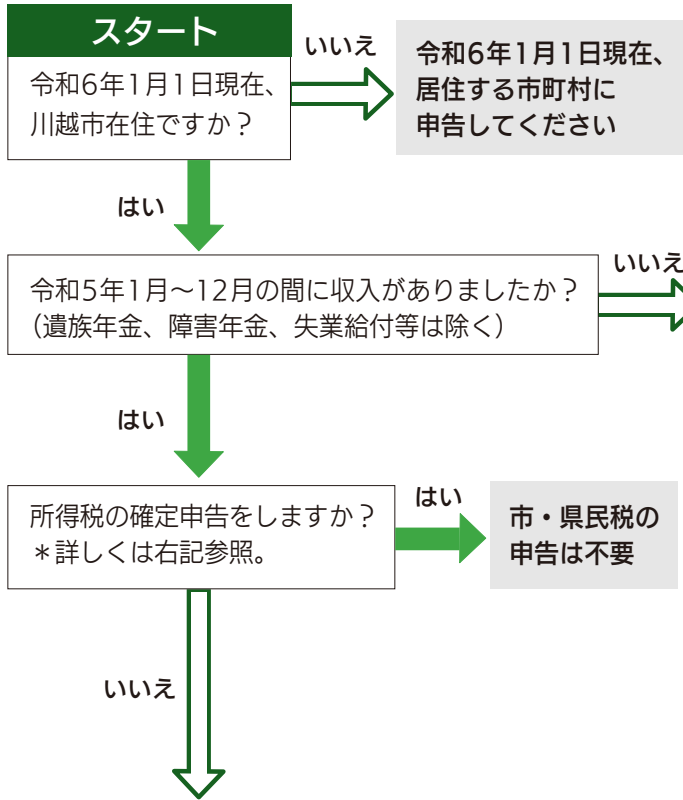 スタート
令和6年1月1日現在、
川越市在住ですか？
いいえ
令和6年1月1日現在、
居住する市町村に
申告してください
はい
令和5年1月～12月の間に収入がありましたか？
（遺族年金、障害年金、失業給付等は除く）
いいえ
はい
所得税の確定申告をしますか？
＊詳しくは右記参照。
はい
市・県民税の
申告は不要
いいえ